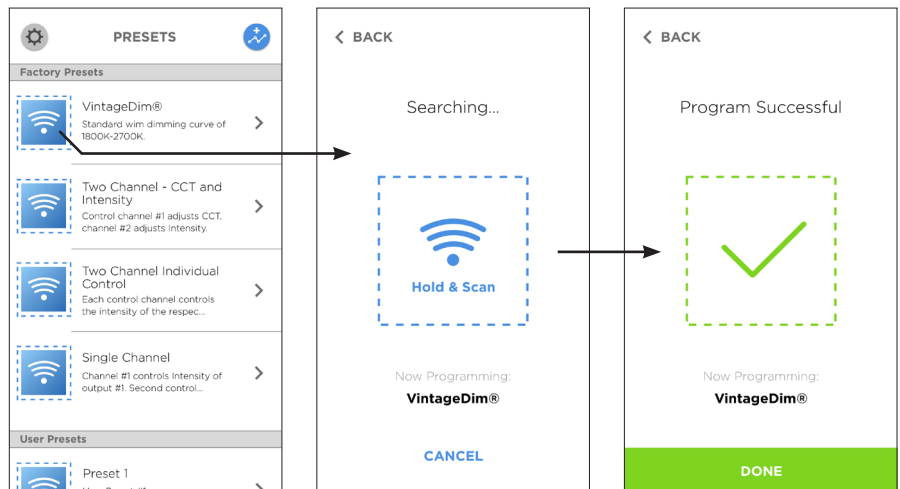 PRESETS
Factory Presets
VintageDim®
Standard wim dimming curve of
1800K-2700K.
Two Channel - CCT and
Intensity
Control channel #1 adjusts CCT,
channel #2 adjusts Intensity.
Two Channel Individual
Control
Each control channel controls
the intensity of the respec...
Single Channel
Channel #1 controls Intensity of
output #1. Second control...
User Presets
Preset 1
BACK
Searching...
Hold & Scan
Now Programming:
VintageDim®
CANCEL
BACK
Program Successful
Now Programming:
VintageDim®
DONE